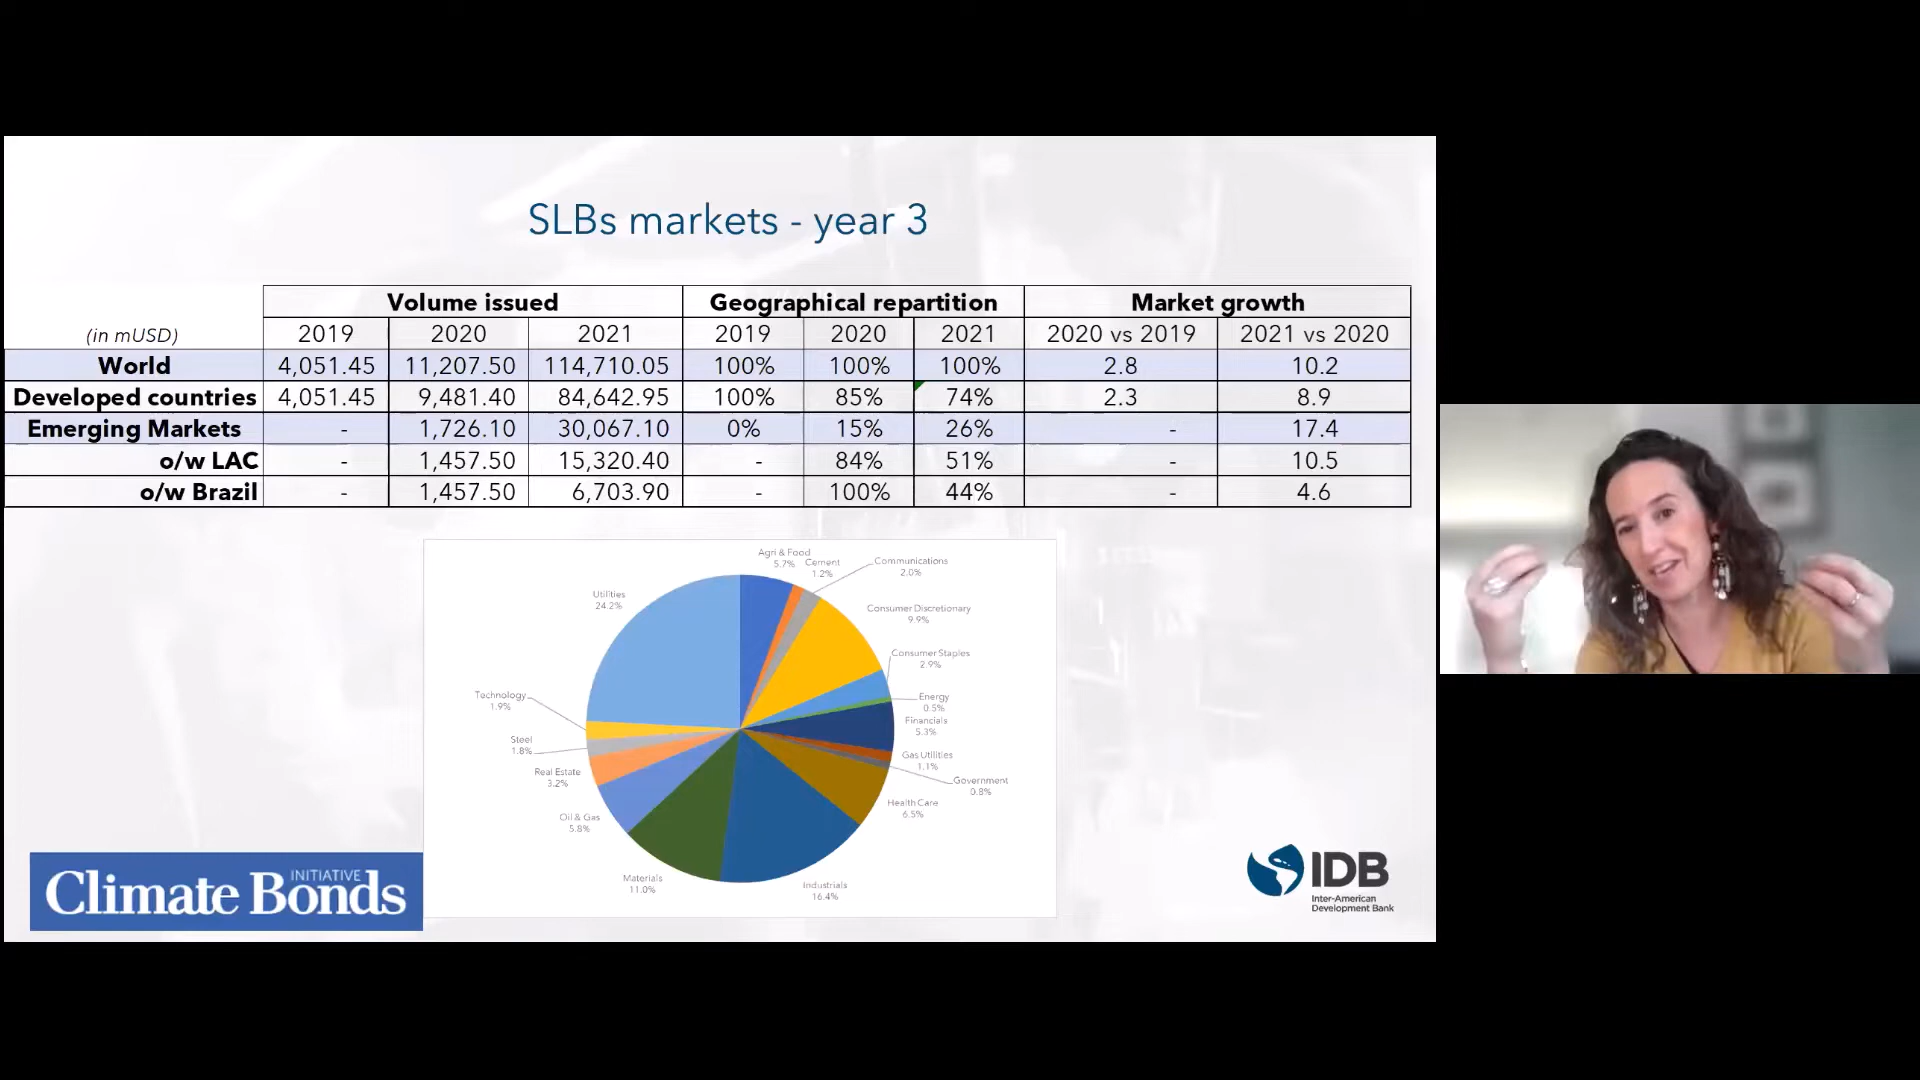 SLBs markets - year 3
Volume issued Geographical repartition Market growth
(in mUSD) 2019 2020 2021 2019 2020 2021 2020 vs 2019 2021 vs 2020
World 4,051.45 11,207.50 114,710.05 100% 100% 100% 2.8 10.2
Developed countries 4,051.45 9,481.40 84,642.95 100% 85% 74% 2.3 8.9
Emerging Markets - 1,726.10 30,067.10 0% 15% 26% - 17.4
o/w LAC - 1,457.50 15,320.40 - 84% 51% - 10.5
o/w Brazil - 1,457.50 6,703.90 - 100% 44% - 4.6
Agri & Food
5.7%
Cement
1.2%
Communications
2.0%
Consumer Discretionary
9.9%
Consumer Staples
2.9%
Energy
0.5%
Financials
5.3%
Gas Utilities
1.1%
Government
0.8%
Health Care
6.5%
Industrials
16.4%
Materials
11.0%
Oil & Gas
5.8%
Real Estate
3.2%
Steel
1.8%
Technology
1.9%
Utilities
24.2%
Climate Bonds
INITIATIVE
IDB
Inter-American
Development Bank